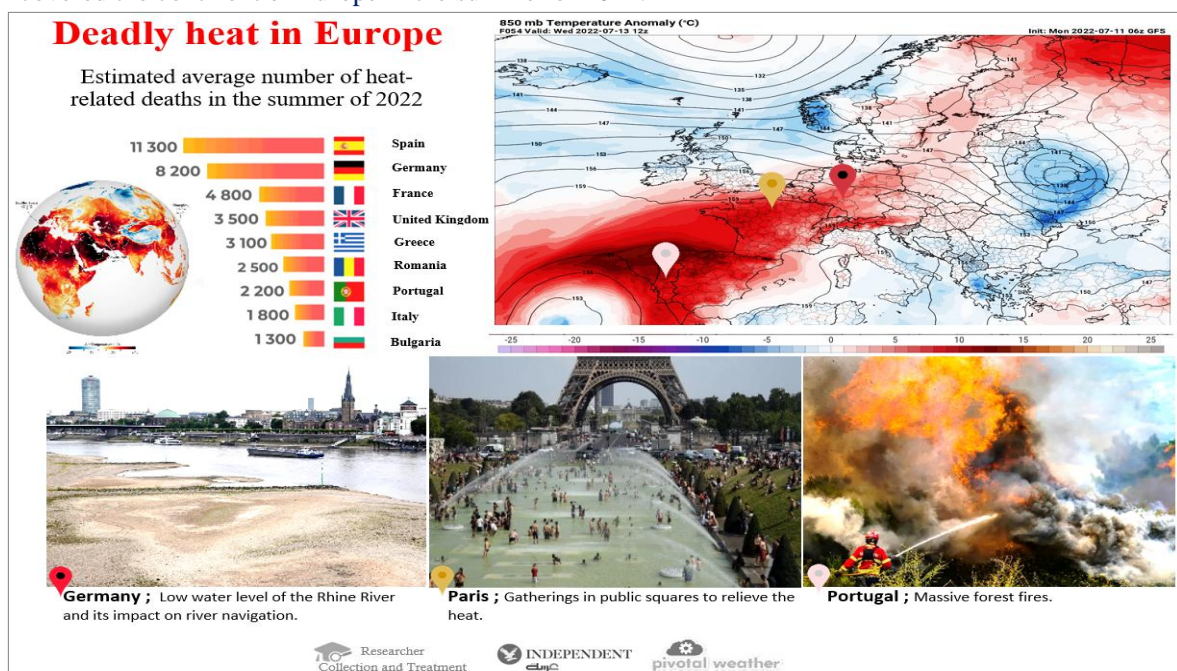 Deadly heat in Europe
Estimated average number of heat-
related deaths in the summer of 2022
11 300 Spain
8 200 Germany
4 800 France
3 500 United Kingdom
3 100 Greece
2 500 Romania
2 200 Portugal
1 800 Italy
1 300 Bulgaria
850 mb Temperature Anomaly (°C)
F054 Valid: Wed 2022-07-13 12z
Init: Mon 2022-07-11 06z GFS
-25 -20 -15 -10 -5 0 5 10 15 20 25
Germany ; Low water level of the Rhine River
and its impact on river navigation.
Paris ; Gatherings in public squares to relieve the
heat.
Portugal ; Massive forest fires.
Researcher
Collection and Treatment
INDEPENDENT
عربية
pivotal weather